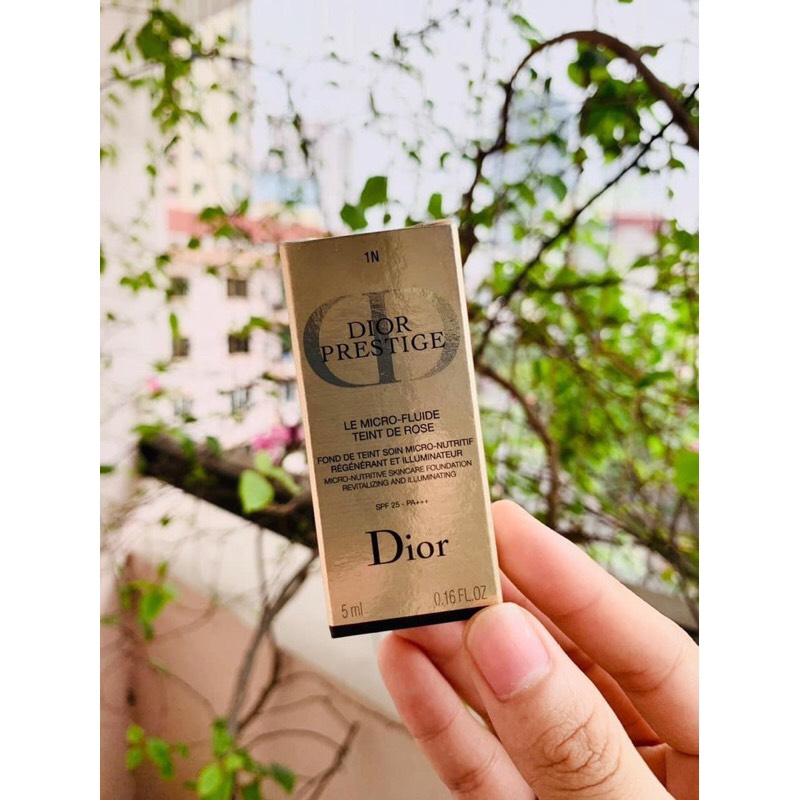 1N
DIOR
PRESTIGE
LE MICRO-FLUIDE
TEINT DE ROSE
FOND DE TEINT SOIN MICRO-NUTRITIF
RÉGÉNÉRANT ET ILLUMINATEUR
MICRO-NUTRITIVE SKINCARE FOUNDATION
REVITALIZING AND ILLUMINATING
SPF 25 - PA+++
Dior
5 ml 0.16 FL.OZ